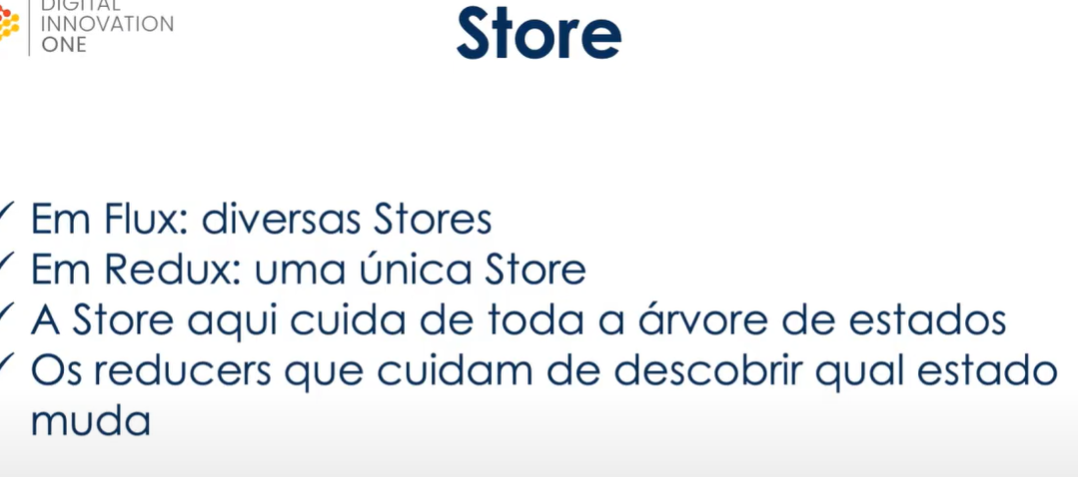 DIGITAL
INNOVATION
ONE
Store
✓ Em Flux: diversas Stores
✓ Em Redux: uma única Store
✓ A Store aqui cuida de toda a árvore de estados
✓ Os reducers que cuidam de descobrir qual estado
muda